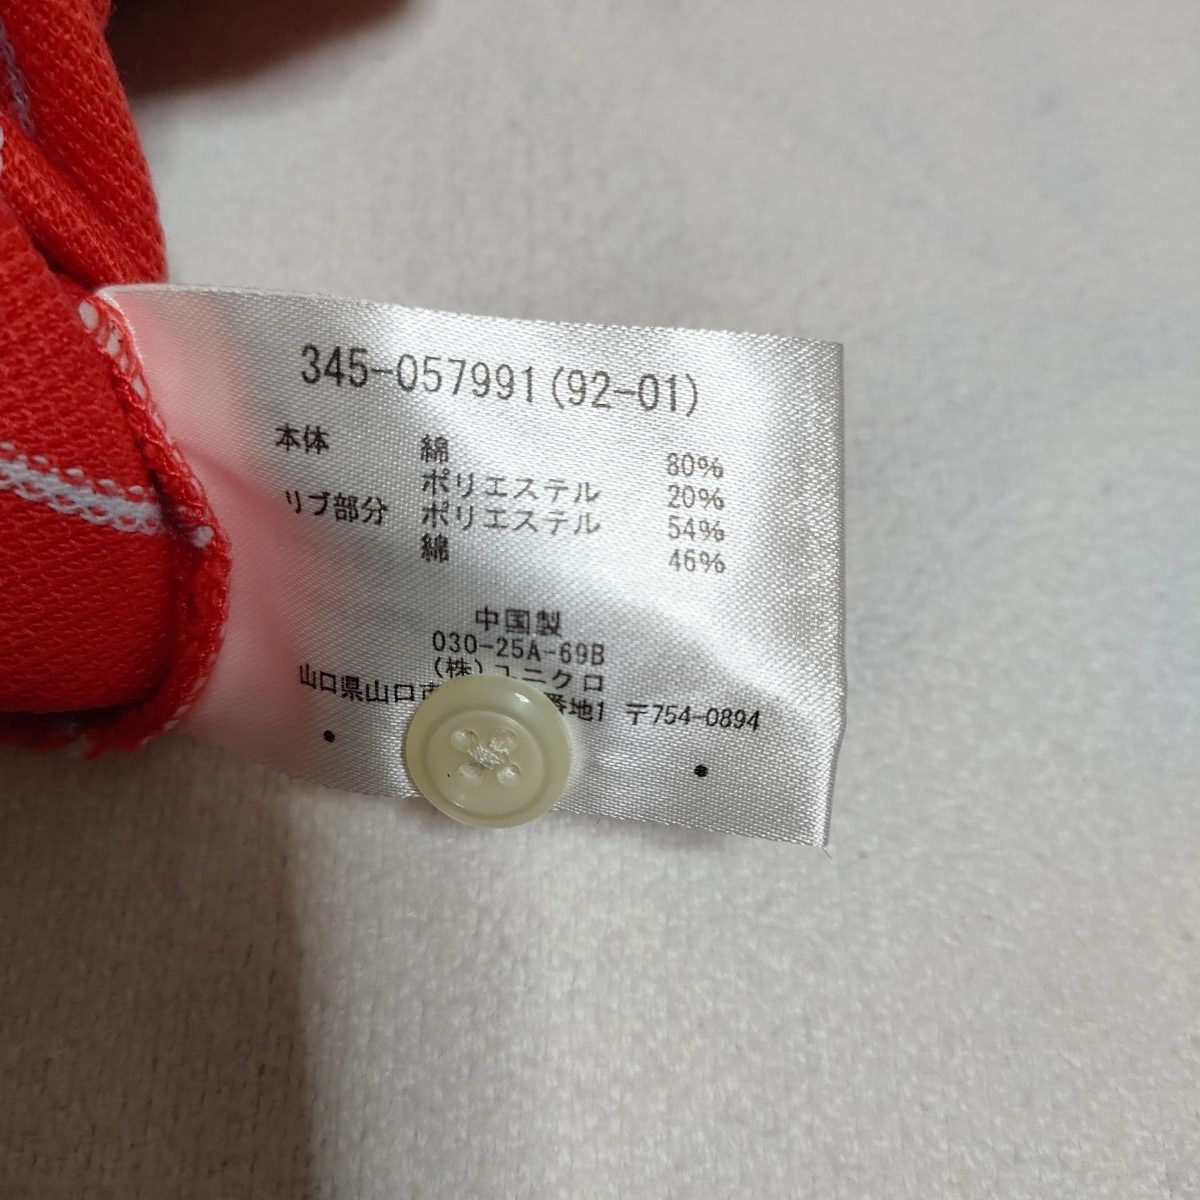 345-057991(92-01)
本体 綿 80%
ポリエステル 20%
リブ部分 ポリエステル 54%
綿 46%
中国製
030-25A-69B
(株)ユニクロ
山口県山口市 番地1 〒754-0894